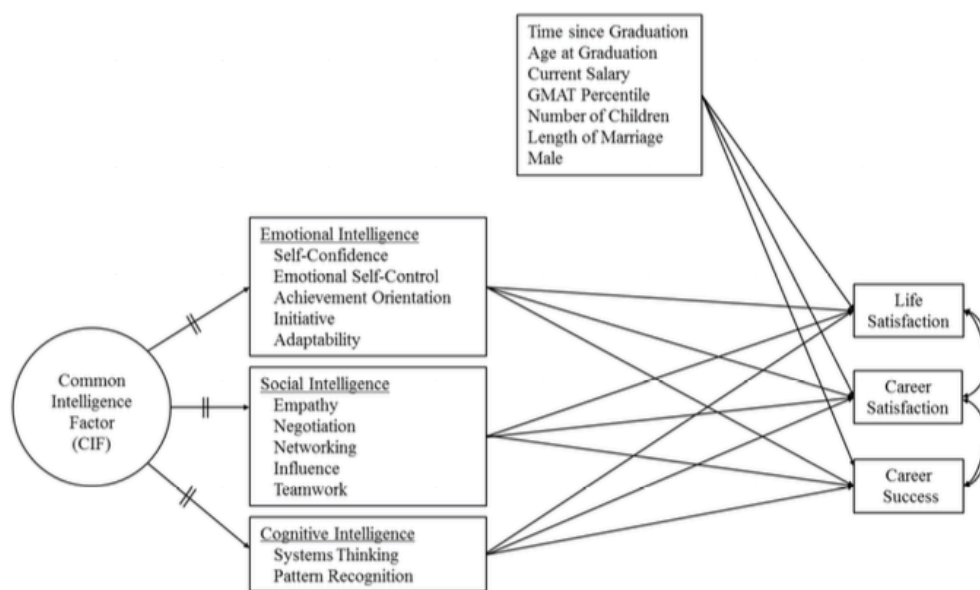 Time since Graduation
Age at Graduation
Current Salary
GMAT Percentile
Number of Children
Length of Marriage
Male
Emotional Intelligence
Self-Confidence
Emotional Self-Control
Achievement Orientation
Initiative
Adaptability
Common
Intelligence
Factor
(CIF)
Social Intelligence
Empathy
Negotiation
Networking
Influence
Teamwork
Cognitive Intelligence
Systems Thinking
Pattern Recognition
Life
Satisfaction
Career
Satisfaction
Career
Success